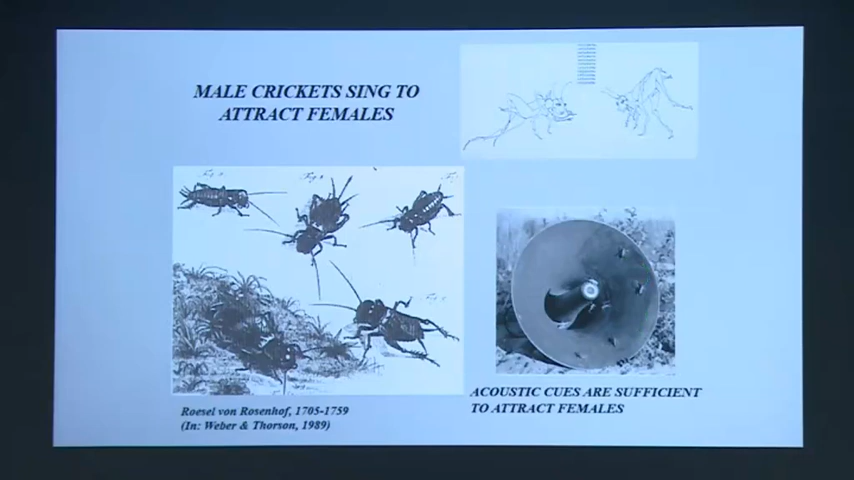 MALE CRICKETS SING TO
ATTRACT FEMALES
Roesel von Rosenhof, 1705-1759
(In: Weber & Thorson, 1989)
ACOUSTIC CUES ARE SUFFICIENT
TO ATTRACT FEMALES